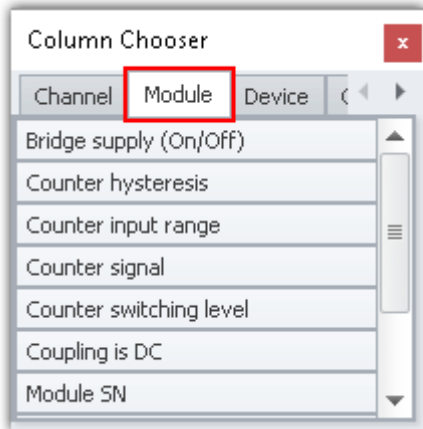 Column Chooser
x
Channel Module Device
Bridge supply (On/Off)
Counter hysteresis
Counter input range
Counter signal
Counter switching level
Coupling is DC
Module SN